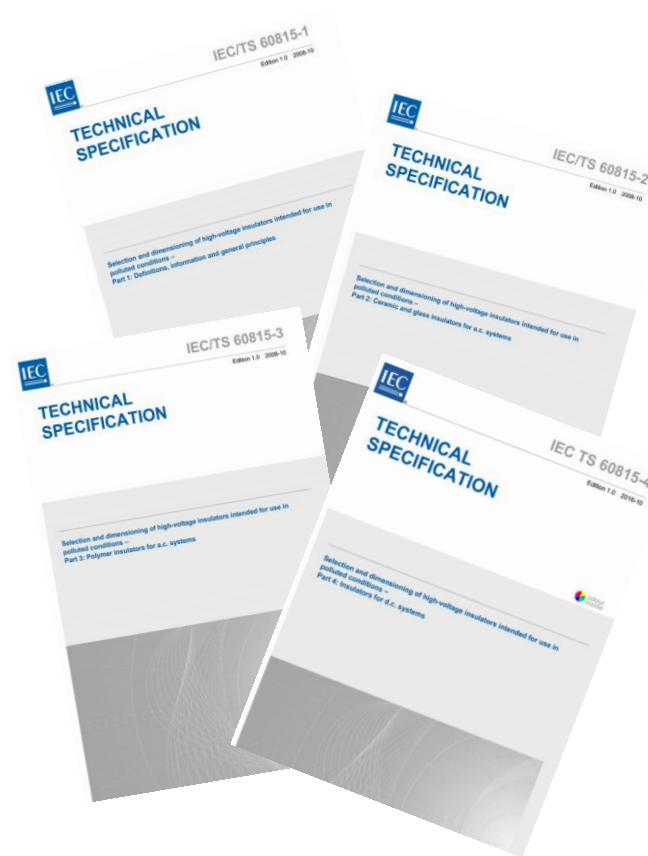 IEC/TS 60815-1
Edition 1.0 2008-10
IEC
TECHNICAL
SPECIFICATION
Selection and dimensioning of high-voltage insulators intended for use in
polluted conditions –
Part 1: Definitions, information and general principles
IEC/TS 60815-2
Edition 1.0 2008-10
IEC
TECHNICAL
SPECIFICATION
Selection and dimensioning of high-voltage insulators intended for use in
polluted conditions –
Part 2: Ceramic and glass insulators for a.c. systems
IEC/TS 60815-3
Edition 1.0 2008-10
IEC
TECHNICAL
SPECIFICATION
Selection and dimensioning of high-voltage insulators intended for use in
polluted conditions –
Part 3: Polymer insulators for a.c. systems
IEC TS 60815-4
Edition 1.0 2016-10
IEC
TECHNICAL
SPECIFICATION
colour
inside
Selection and dimensioning of high-voltage insulators intended for use in
polluted conditions –
Part 4: Insulators for d.c. systems